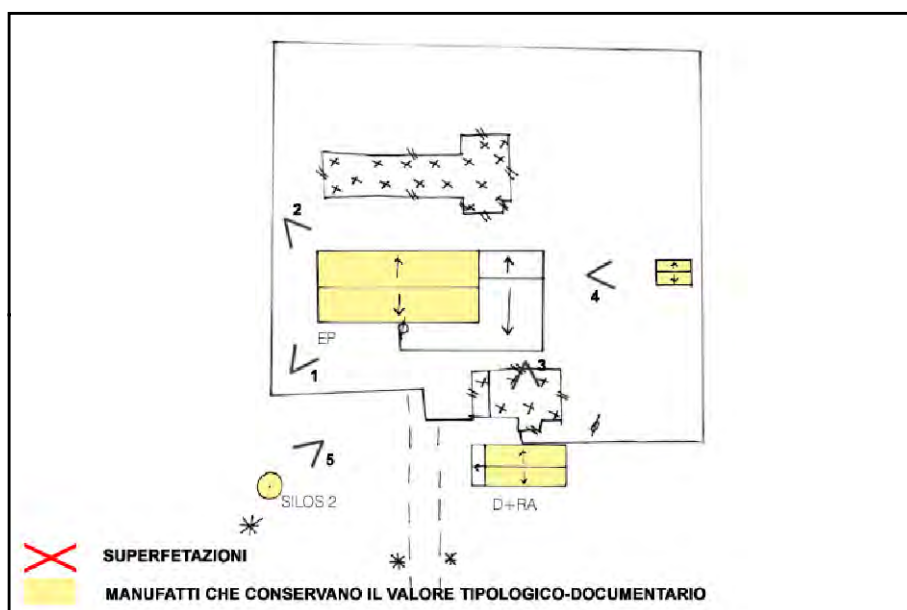 2
4
EP
1
3
5
SILOS 2
D+RA
SUPERFETAZIONI
MANUFATTI CHE CONSERVANO IL VALORE TIPOLOGICO-DOCUMENTARIO